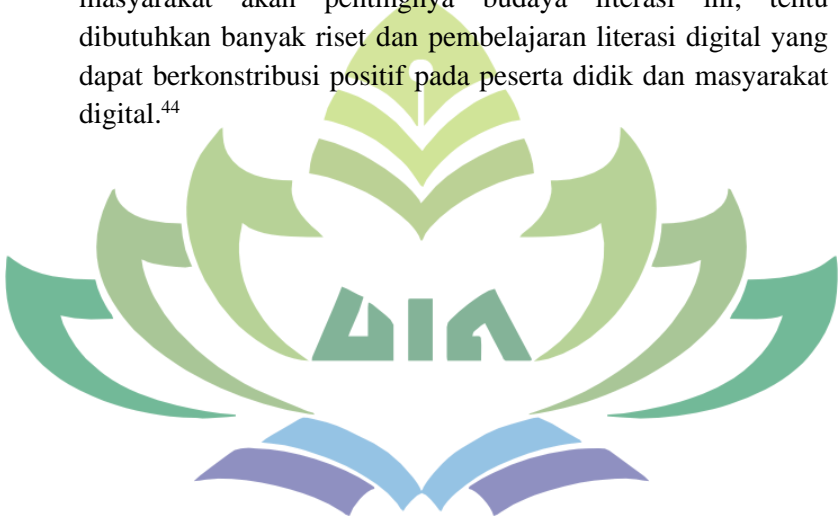 masyarakat akan pentingnya budaya literasi ini, tentu
dibutuhkan banyak riset dan pembelajaran literasi digital yang
dapat berkonstribusi positif pada peserta didik dan masyarakat
digital.44
UIN